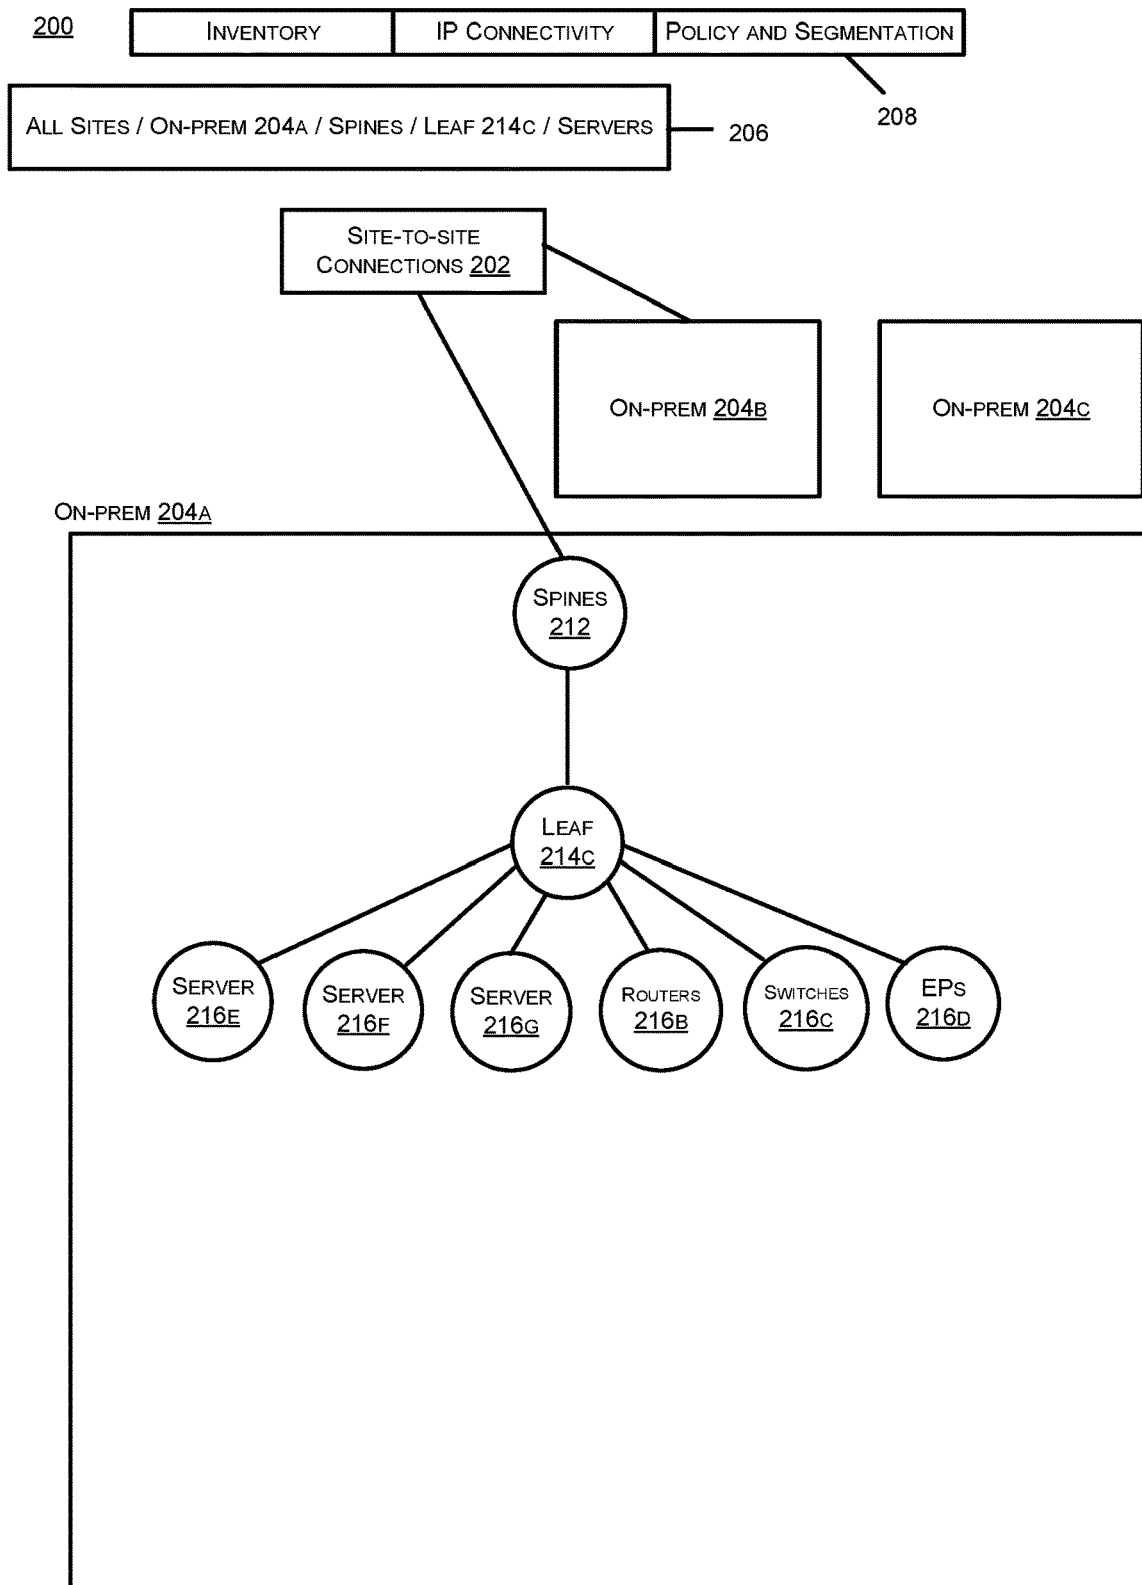 200
INVENTORY IP CONNECTIVITY POLICY AND SEGMENTATION
208
ALL SITES / ON-PREM 204A / SPINES / LEAF 214C / SERVERS
206
SITE-TO-SITE
CONNECTIONS 202
ON-PREM 204B
ON-PREM 204C
ON-PREM 204A
SPINES
212
LEAF
214C
SERVER
216E
SERVER
216F
SERVER
216G
ROUTERS
216B
SWITCHES
216C
EPS
216D